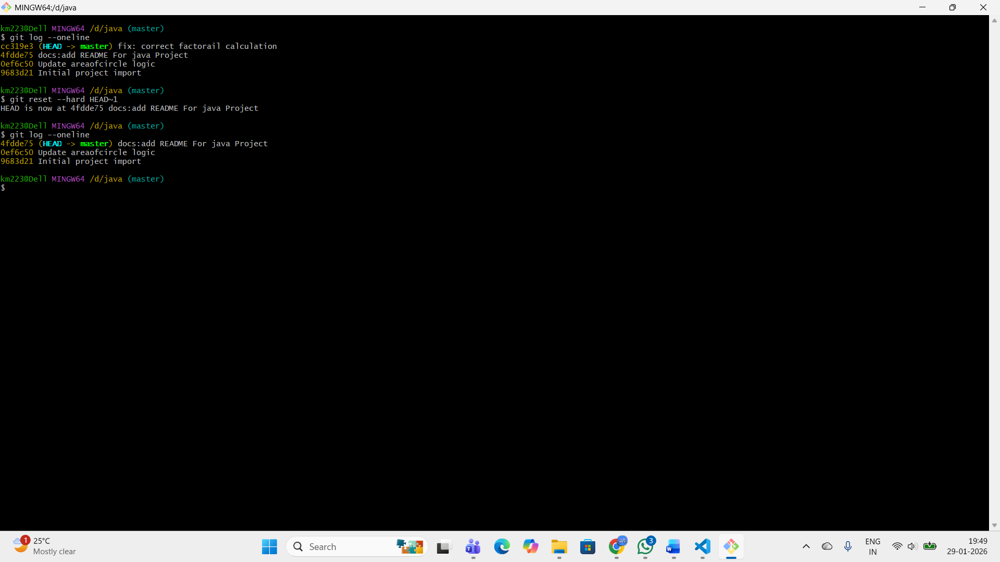 MINGW64:/d/java
km223@Dell MINGW64 /d/java (master)
$ git log --oneline
cc319e3 (HEAD -> master) fix: correct factorail calculation
4fdde75 docs:add README For java Project
0ef6c50 Update areaofcircle logic
9683d21 Initial project import
km223@Dell MINGW64 /d/java (master)
$ git reset --hard HEAD~1
HEAD is now at 4fdde75 docs:add README For java Project
km223@Dell MINGW64 /d/java (master)
$ git log --oneline
4fdde75 (HEAD -> master) docs:add README For java Project
0ef6c50 Update areaofcircle logic
9683d21 Initial project import
km223@Dell MINGW64 /d/java (master)
$
1
25°C
Mostly clear
Search
T
3
W
ENG
IN
19:49
29-01-2026